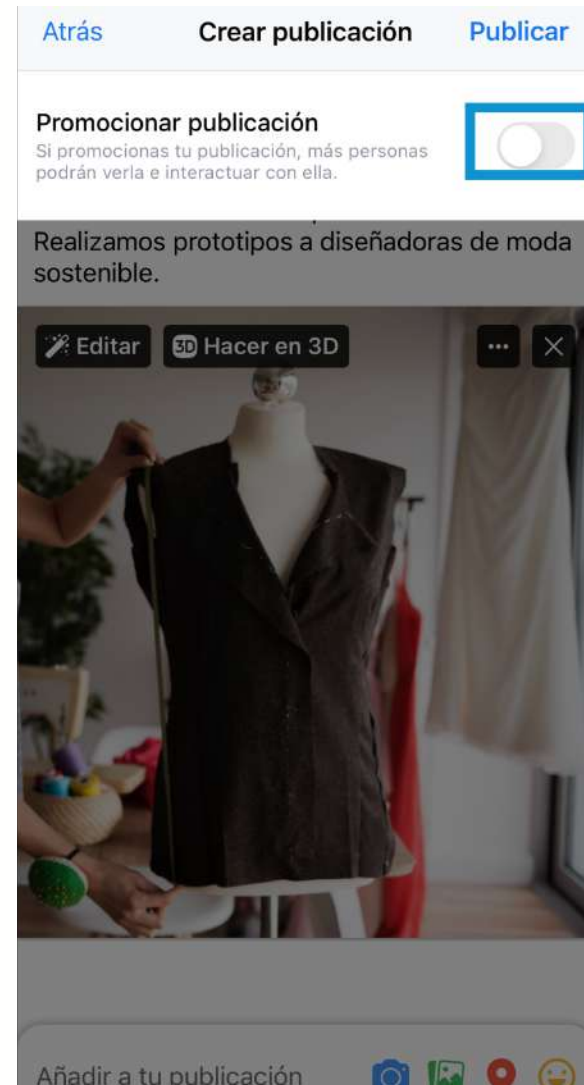 Atrás Crear publicación Publicar
Promocionar publicación
Si promocionas tu publicación, más personas
podrán verla e interactuar con ella.
Realizamos prototipos a diseñadoras de moda
sostenible.
Editar 3D Hacer en 3D
Añadir a tu publicación